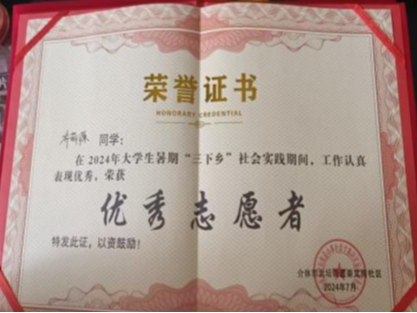 荣誉证书
HONORARY CREDENTIAL
同学：
在2024年大学生暑期“三下乡”社会实践期间，工作认真
表现优秀，荣获
优秀志愿者
特发此证，以资鼓励！
2024年7月